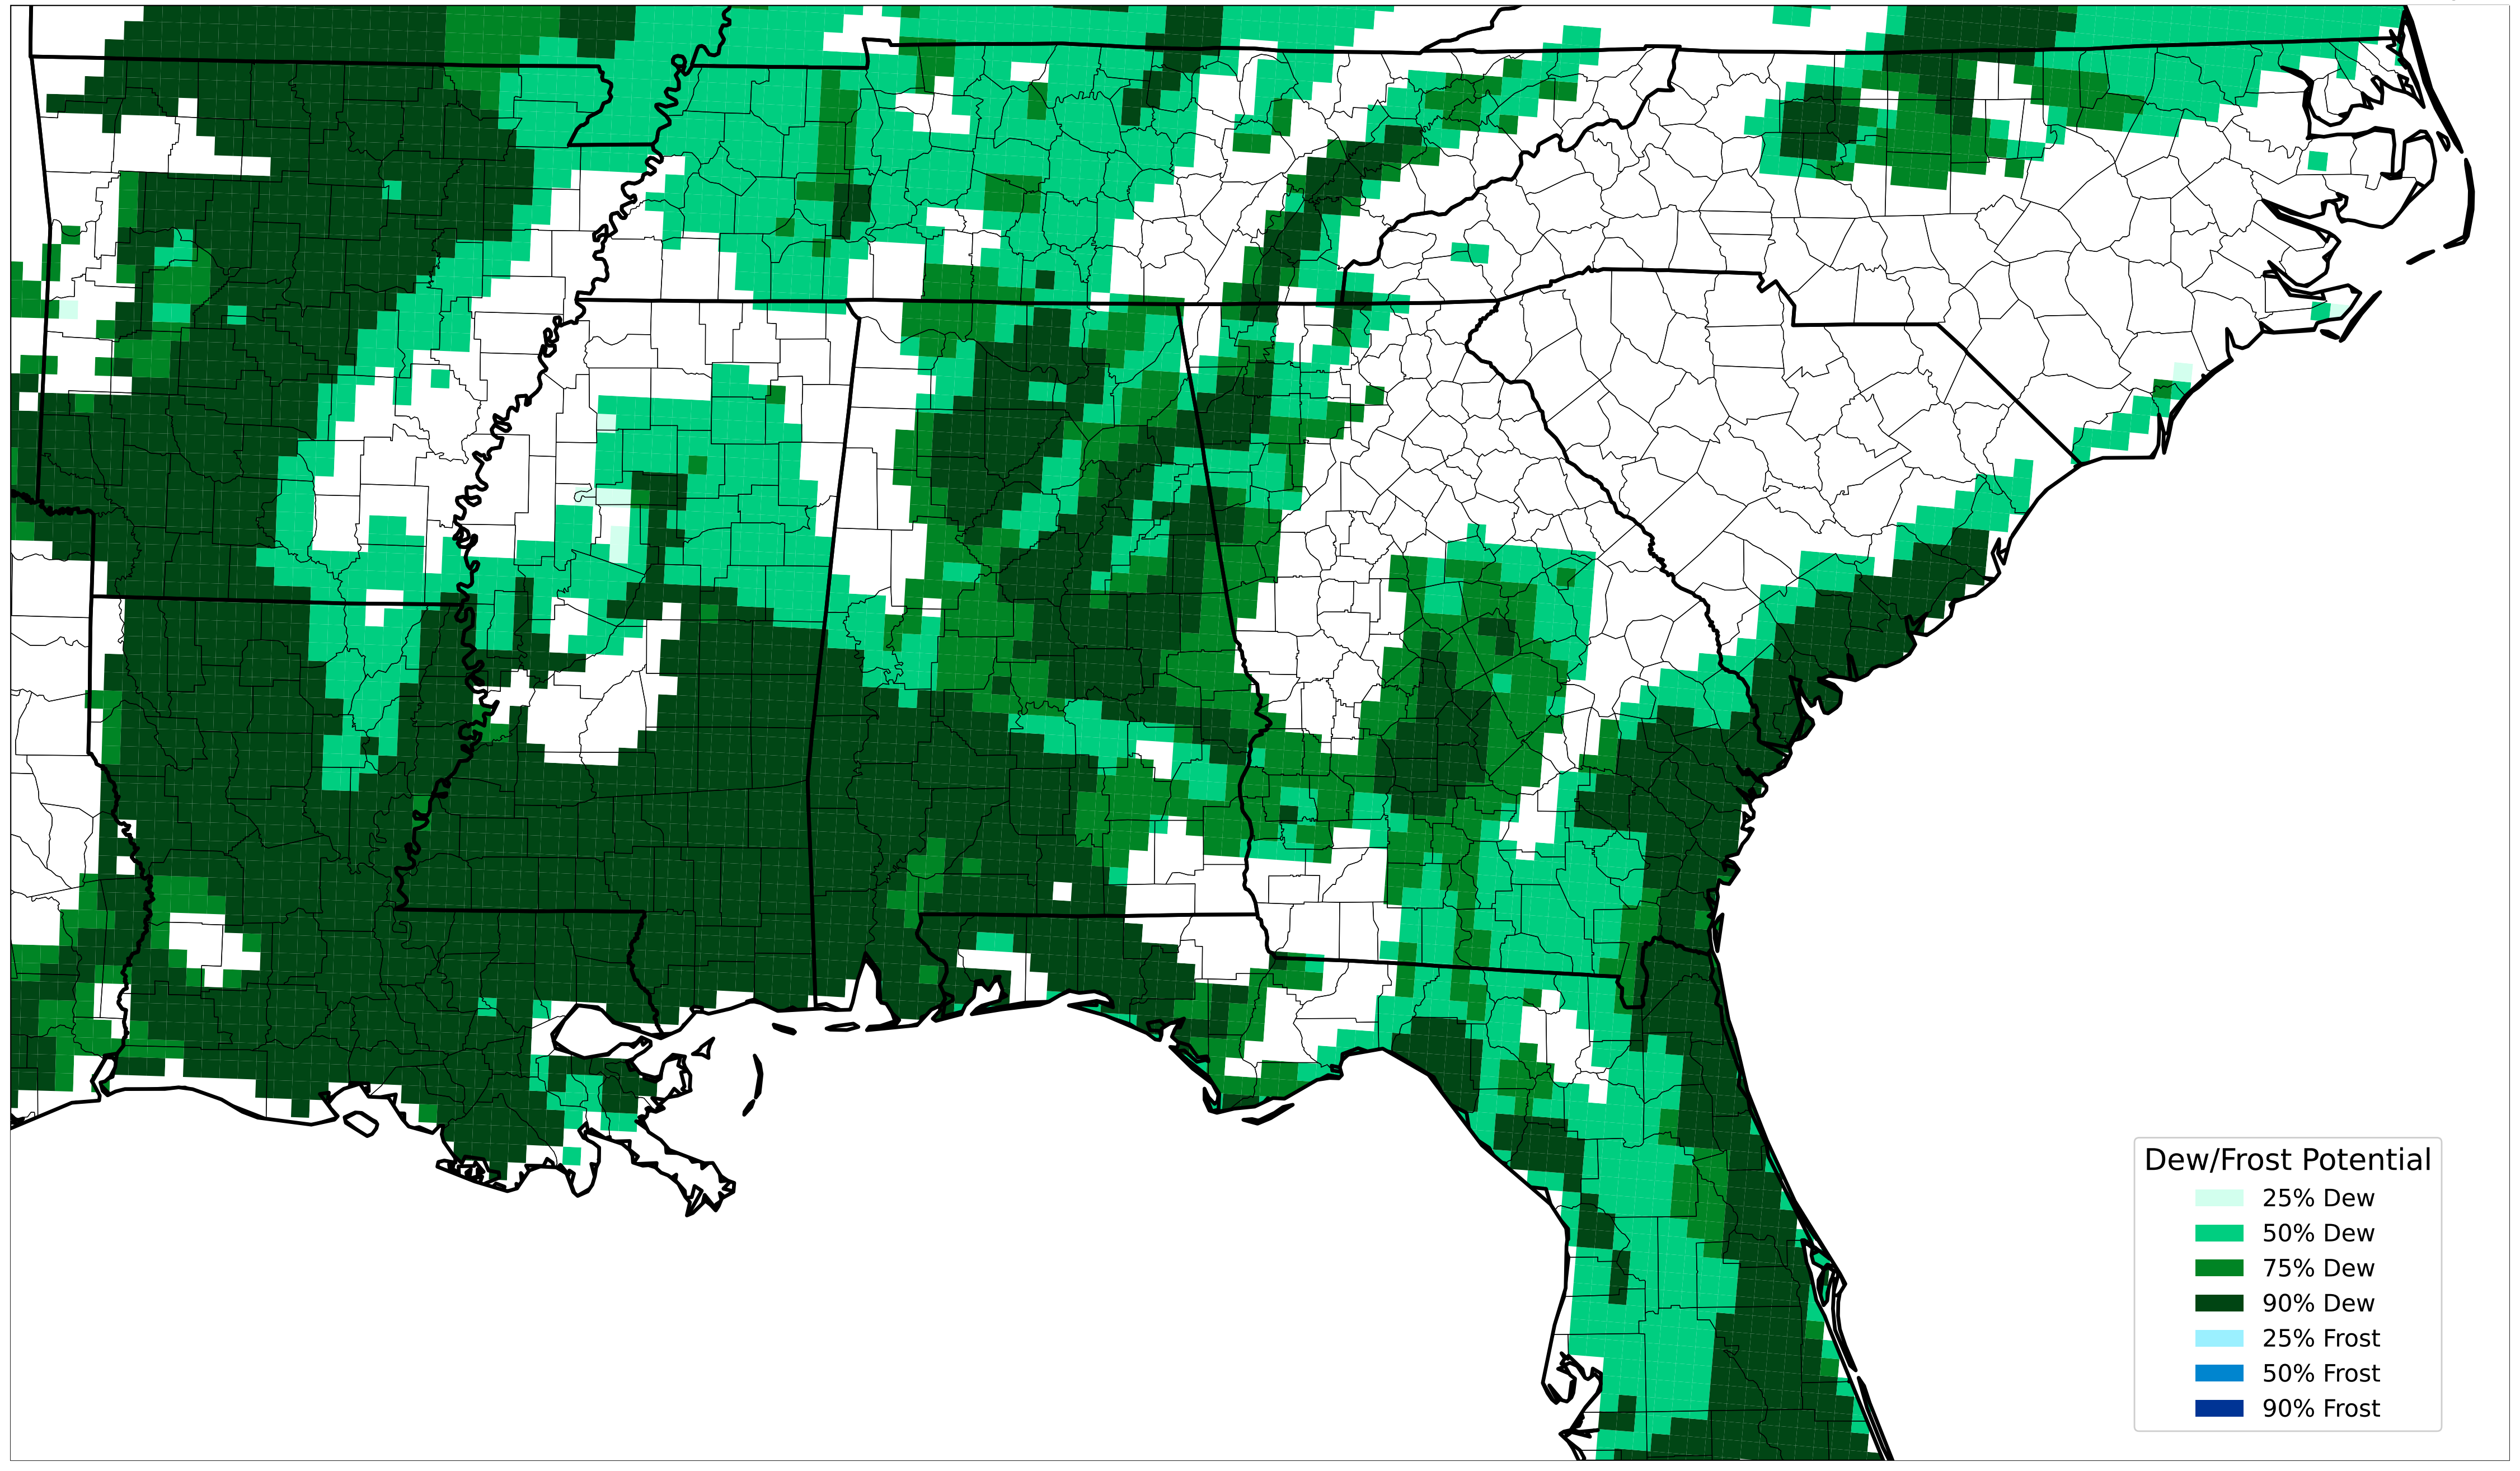 Dew/Frost Potential
25% Dew
50% Dew
75% Dew
90% Dew
25% Frost
50% Frost
90% Frost